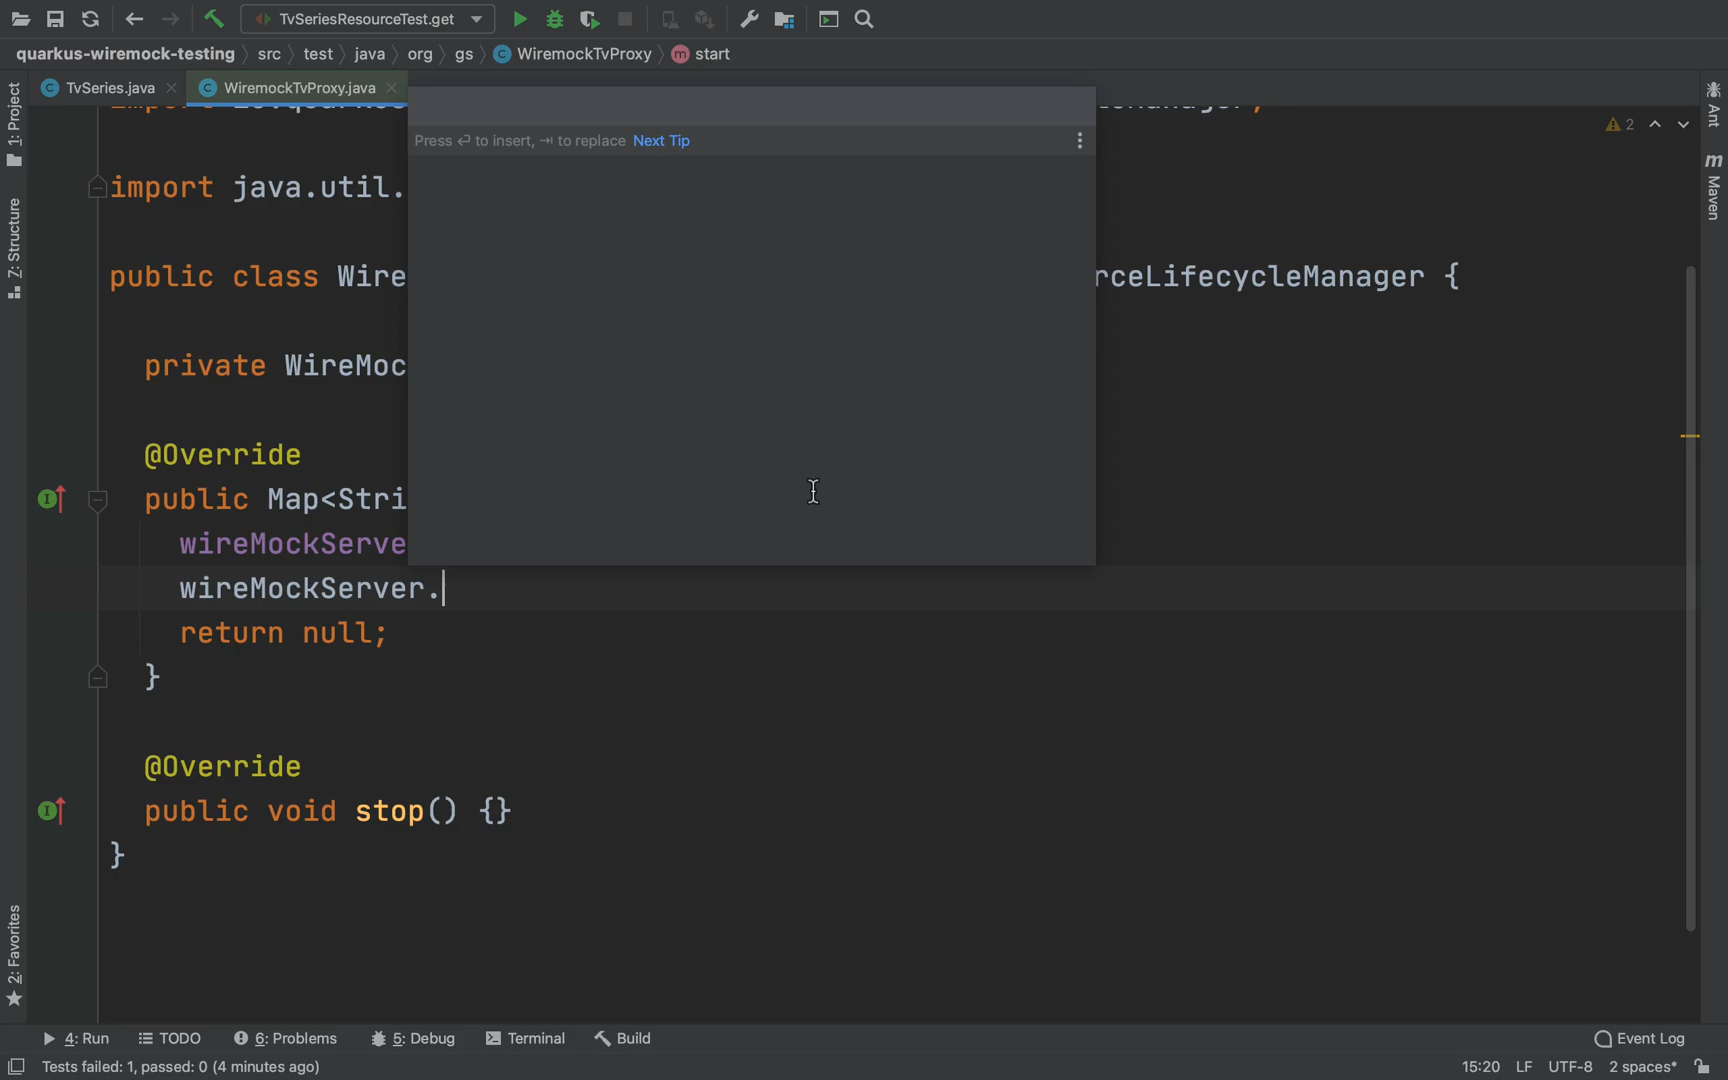 TvSeriesResourceTest.get
quarkus-wiremock-testing src test java org gs C WiremockTvProxy m start
1: Project
Z: Structure
2: Favorites
C TvSeries.java C WiremockTvProxy.java
Press ⏎ to insert, ⇥ to replace Next Tip
2
import java.util.
public class Wire rceLifecycleManager {
private WireMoc
@Override
public Map<Stri
wireMockServe
wireMockServer.
return null;
}
@Override
public void stop() {}
}
Ant
m Maven
4: Run TODO 6: Problems 5: Debug Terminal Build Event Log
Tests failed: 1, passed: 0 (4 minutes ago) 15:20 LF UTF-8 2 spaces*